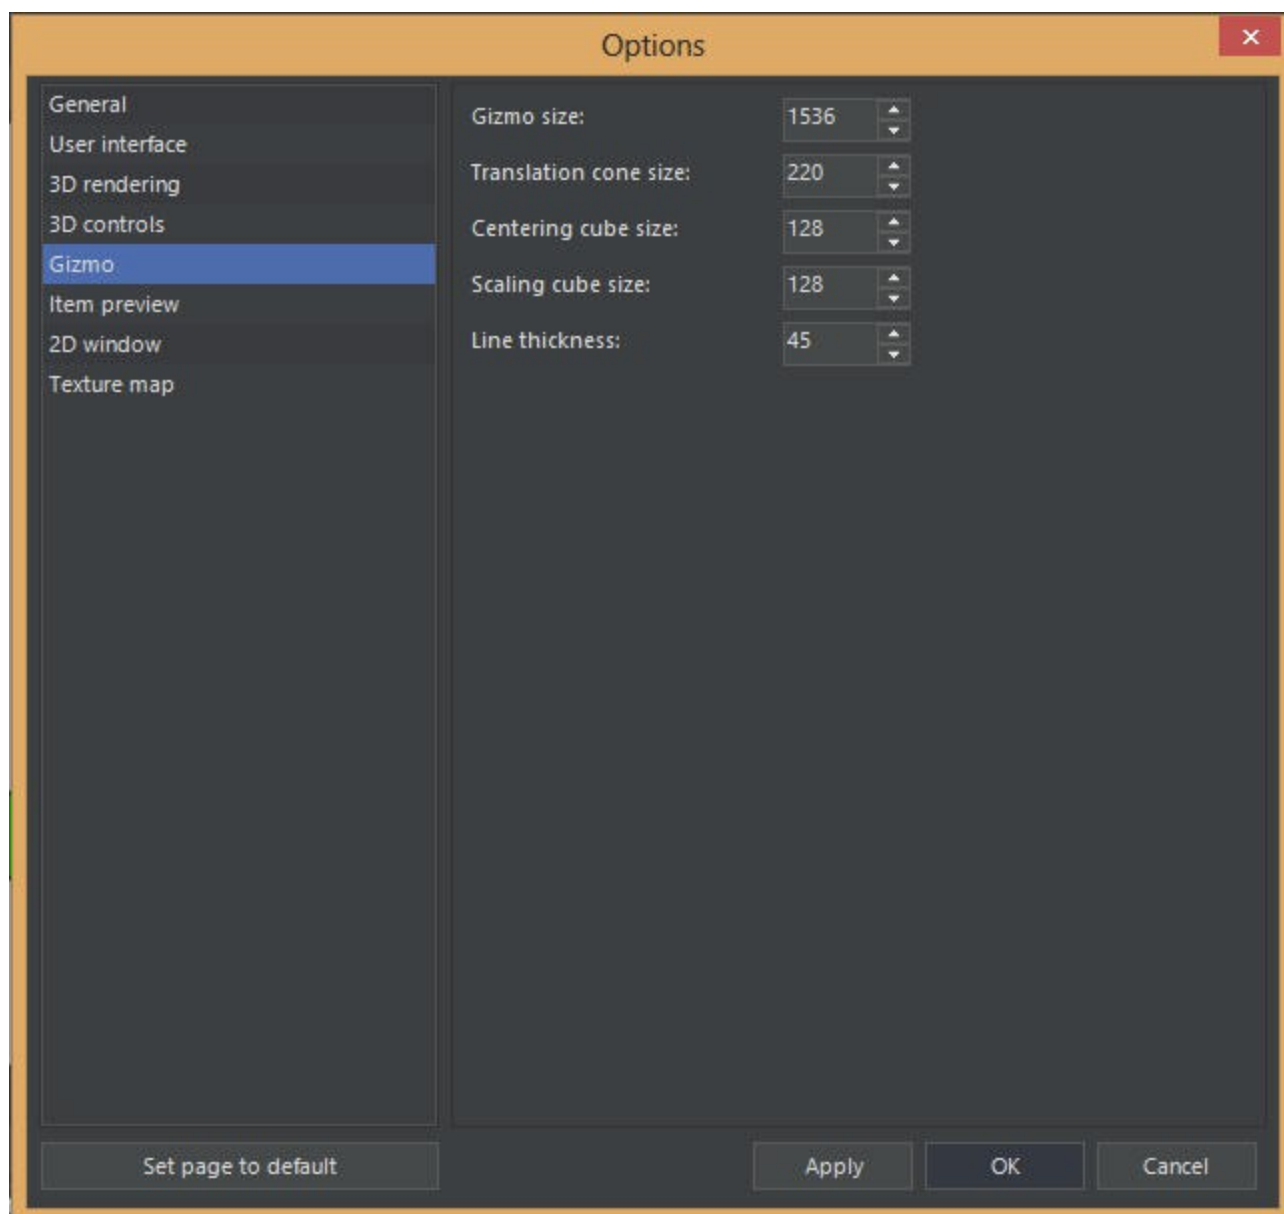 Options
General
User interface
3D rendering
3D controls
Gizmo
Item preview
2D window
Texture map
Gizmo size: 1536
Translation cone size: 220
Centering cube size: 128
Scaling cube size: 128
Line thickness: 45
Set page to default
Apply
OK
Cancel